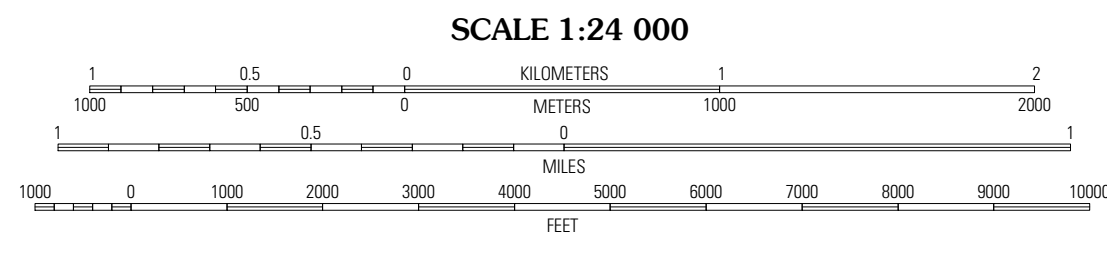 SCALE 1:24 000
1 0.5 0 KILOMETERS 1 2
1000 500 0 METERS 1000 2000
1 0.5 0 1
MILES
1000 0 1000 2000 3000 4000 5000 6000 7000 8000 9000 10000
FEET